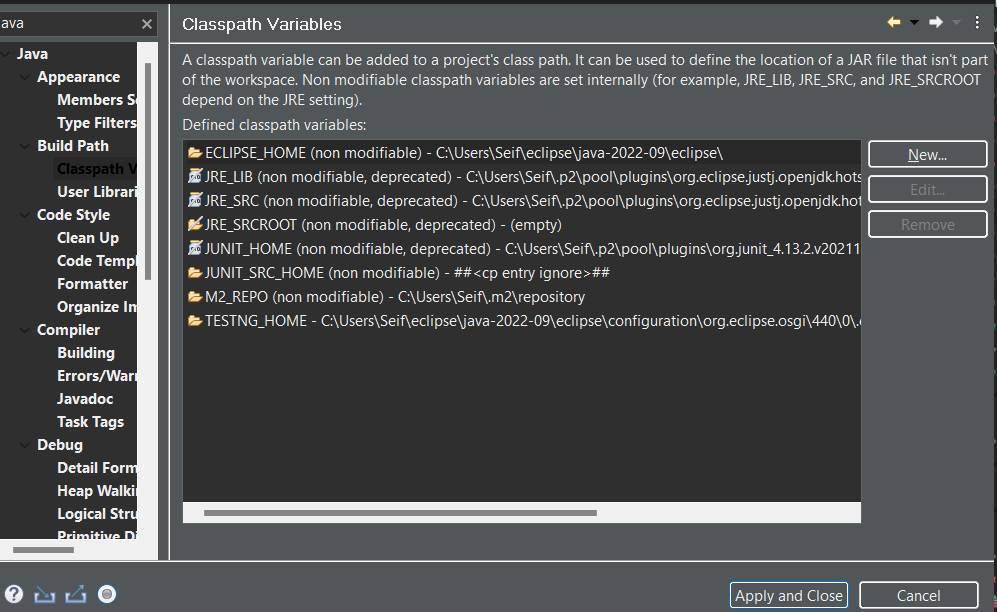 ava
Classpath Variables
Java
Appearance
Members S
Type Filters
Build Path
Classpath V
User Librari
Code Style
Clean Up
Code Templ
Formatter
Organize Im
Compiler
Building
Errors/Warn
Javadoc
Task Tags
Debug
Detail Form
Heap Walki
Logical Stru
Primitive Di
A classpath variable can be added to a project's class path. It can be used to define the location of a JAR file that isn't part
of the workspace. Non modifiable classpath variables are set internally (for example, JRE_LIB, JRE_SRC, and JRE_SRCROOT
depend on the JRE setting).
Defined classpath variables:
ECLIPSE_HOME (non modifiable) - C:\Users\Seif\eclipse\java-2022-09\eclipse\
JRE_LIB (non modifiable, deprecated) - C:\Users\Seif\.p2\pool\plugins\org.eclipse.justj.openjdk.hots
JRE_SRC (non modifiable, deprecated) - C:\Users\Seif\.p2\pool\plugins\org.eclipse.justj.openjdk.hot
JRE_SRCROOT (non modifiable, deprecated) - (empty)
JUNIT_HOME (non modifiable, deprecated) - C:\Users\Seif\.p2\pool\plugins\org.junit_4.13.2.v20211
JUNIT_SRC_HOME (non modifiable) - ##<cp entry ignore>##
M2_REPO (non modifiable) - C:\Users\Seif\.m2\repository
TESTNG_HOME - C:\Users\Seif\eclipse\java-2022-09\eclipse\configuration\org.eclipse.osgi\440\0\.c
New...
Edit...
Remove
Apply and Close
Cancel